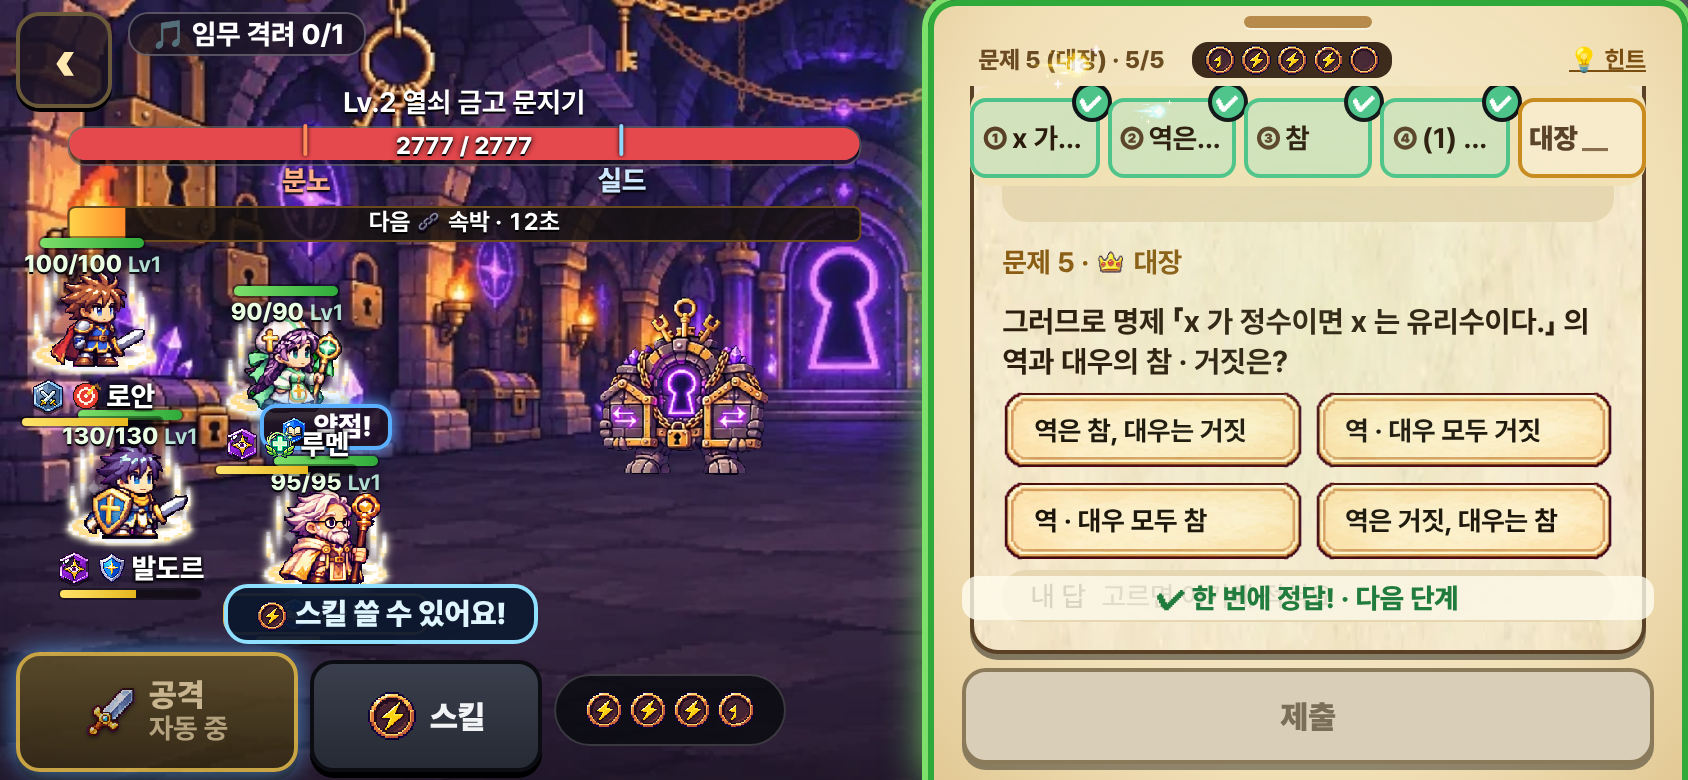 임무 격려 0/1
Lv.2 열쇠 금고 문지기
2777 / 2777
분노
실드
다음 속박 · 12초
100/100 Lv1
90/90 Lv1
로안
약점!
루멘
130/130 Lv1
95/95 Lv1
발도르
스킬 쓸 수 있어요!
공격
자동 중
스킬
문제 5 (대장) · 5/5
힌트
① x 가...
② 역은...
③ 참
④ (1) ...
대장 __
문제 5 · 대장
그러므로 명제 『x 가 정수이면 x 는 유리수이다.』 의
역과 대우의 참 · 거짓은?
역은 참, 대우는 거짓
역 · 대우 모두 거짓
역 · 대우 모두 참
역은 거짓, 대우는 참
내 답
한 번에 정답! · 다음 단계
제출